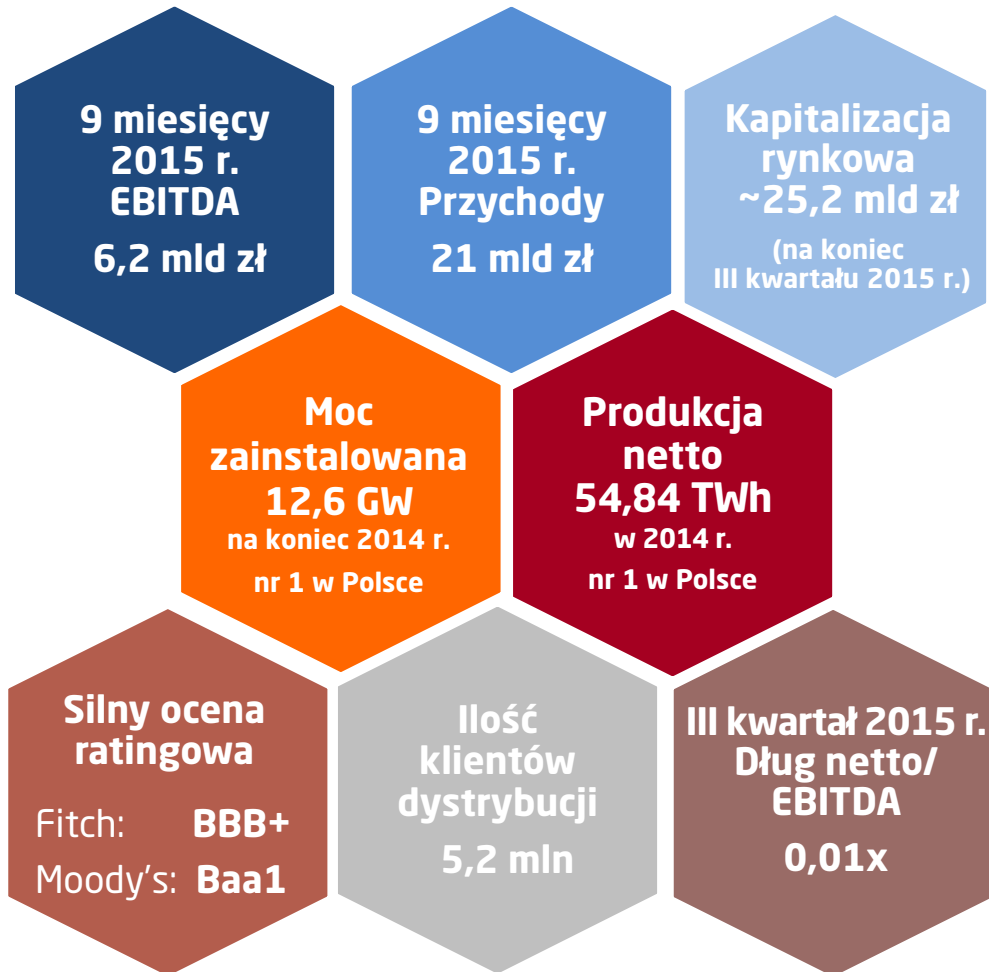 9 miesięcy
2015 r.
EBITDA
6,2 mld zł
9 miesięcy
2015 r.
Przychody
21 mld zł
Kapitalizacja
rynkowa
~25,2 mld zł
(na koniec
III kwartału 2015 r.)
Moc
zainstalowana
12,6 GW
na koniec 2014 r.
nr 1 w Polsce
Produkcja
netto
54,84 TWh
w 2014 r.
nr 1 w Polsce
Silny ocena
ratingowa
Fitch: BBB+
Moody's: Baa1
Ilość
klientów
dystrybucji
5,2 mln
III kwartał 2015 r.
Dług netto/
EBITDA
0,01x